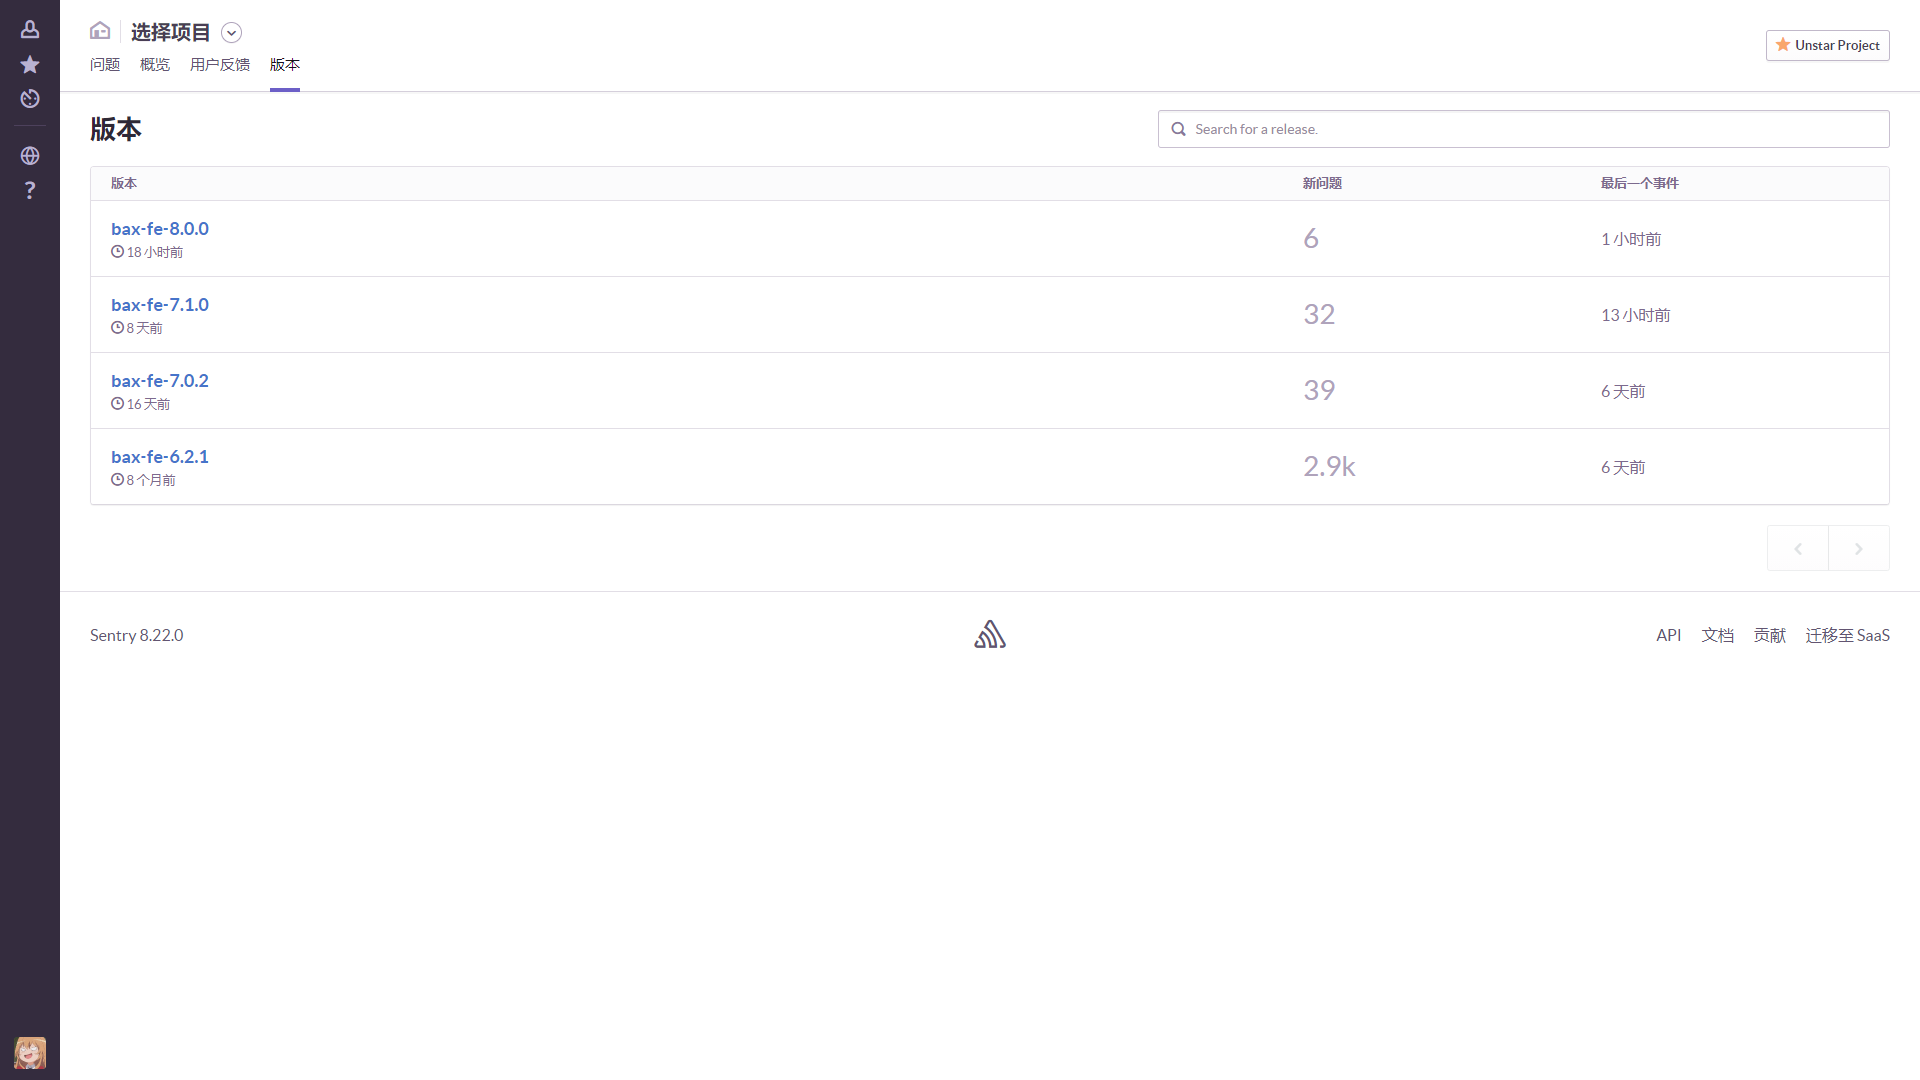 选择项目
问题 概览 用户反馈 版本
Unstar Project
版本
Search for a release.
版本 新问题 最后一个事件
bax-fe-8.0.0
18 小时前
6
1 小时前
bax-fe-7.1.0
8 天前
32
13 小时前
bax-fe-7.0.2
16 天前
39
6 天前
bax-fe-6.2.1
8 个月前
2.9k
6 天前
Sentry 8.22.0
API 文档 贡献 迁移至 SaaS